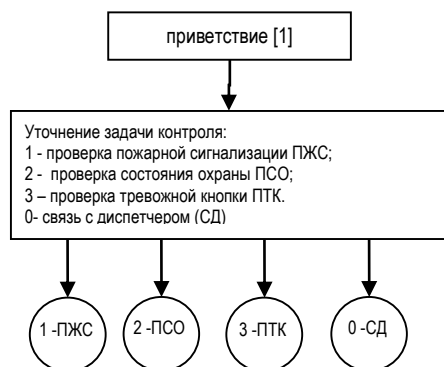 приветствие [1]
Уточнение задачи контроля:
1 - проверка пожарной сигнализации ПЖС;
2 - проверка состояния охраны ПСО;
3 – проверка тревожной кнопки ПТК.
0- связь с диспетчером (СД)
1 -ПЖС 2 -ПСО 3 -ПТК 0 -СД